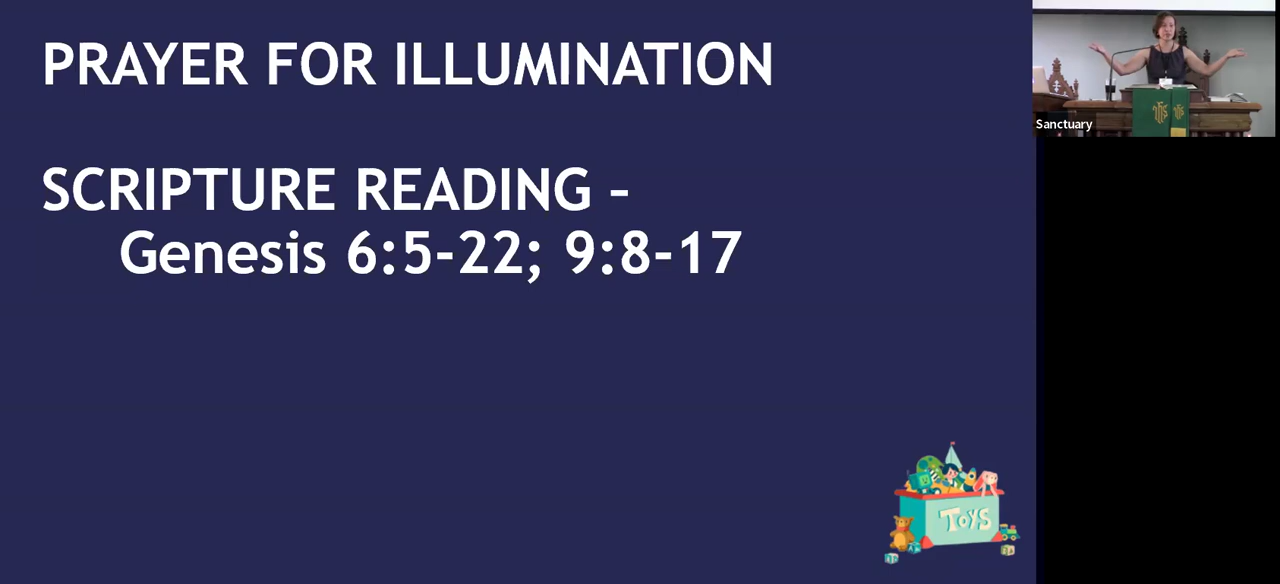 PRAYER FOR ILLUMINATION
SCRIPTURE READING –
Genesis 6:5-22; 9:8-17
Sanctuary
TOYS